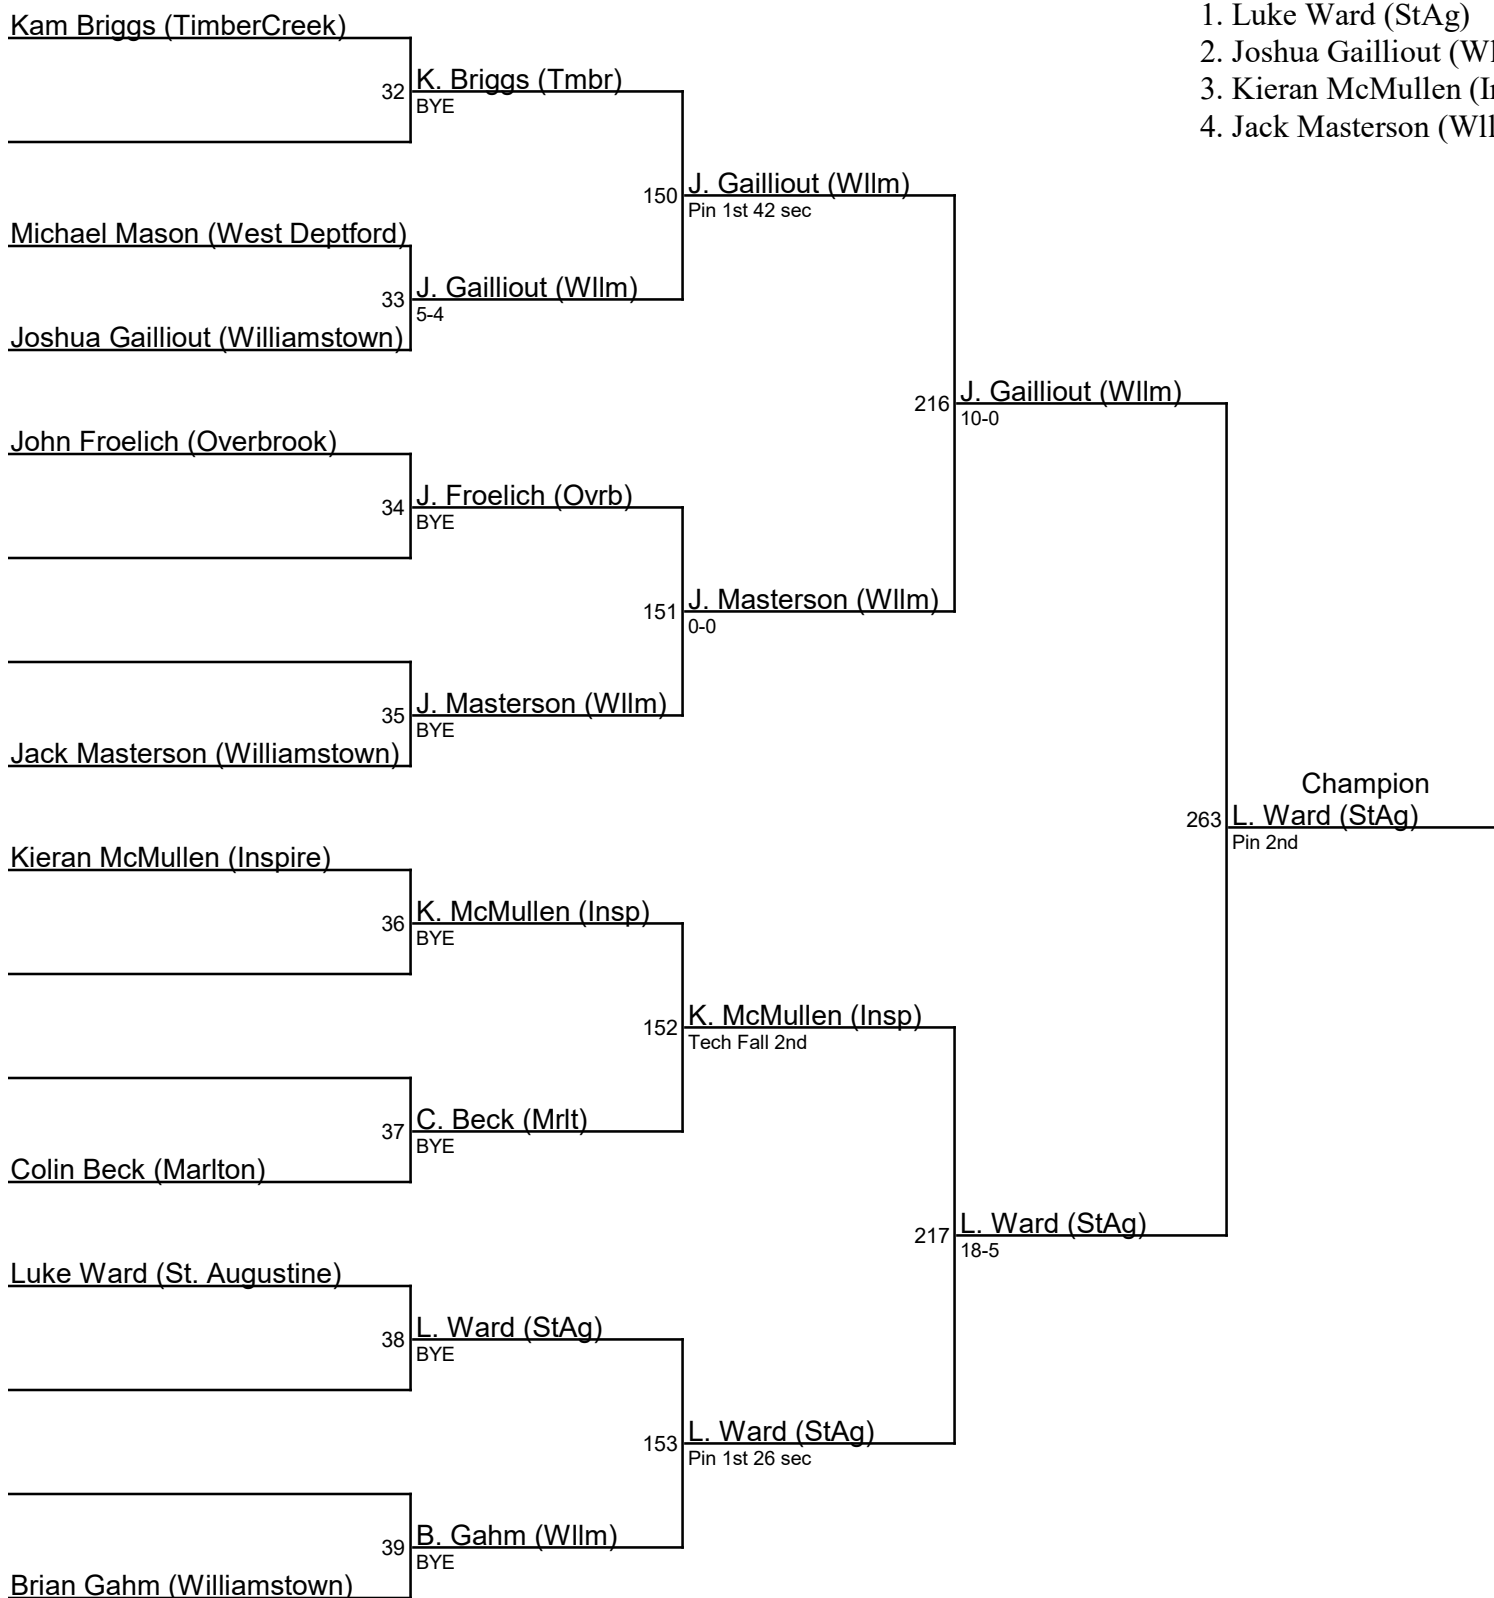 Kam Briggs (TimberCreek)
1. Luke Ward (StAg)
2. Joshua Gailliout
3. Kieran McMullen
4. Jack Masterson
32 K. Briggs (Tmbr)
BYE
150 J. Gailliout (Wllm)
Pin 1st 42 sec
Michael Mason (West Deptford)
33 J. Gailliout (Wllm)
5-4
Joshua Gailliout (Williamstown)
216 J. Gailliout (Wllm)
10-0
John Froelich (Overbrook)
34 J. Froelich (Ovrb)
BYE
151 J. Masterson (Wllm)
0-0
35 J. Masterson (Wllm)
BYE
Jack Masterson (Williamstown)
Champion
263 L. Ward (StAg)
Pin 2nd
Kieran McMullen (Inspire)
36 K. McMullen (Insp)
BYE
152 K. McMullen (Insp)
Tech Fall 2nd
37 C. Beck (Mrlt)
BYE
Colin Beck (Marlton)
217 L. Ward (StAg)
18-5
Luke Ward (St. Augustine)
38 L. Ward (StAg)
BYE
153 L. Ward (StAg)
Pin 1st 26 sec
39 B. Gahm (Wllm)
BYE
Brian Gahm (Williamstown)